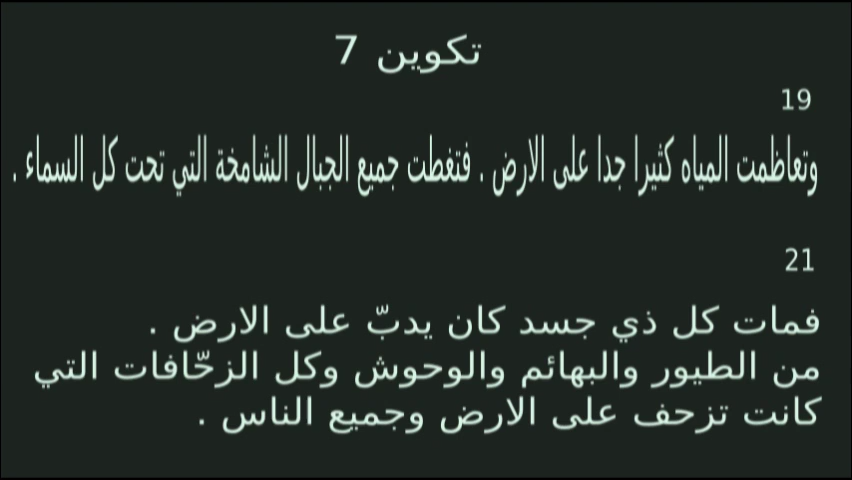 تكوين 7
19
وتعاظمت المياه كثيرا جدا على الارض . فتغطت جميع الجبال الشامخة التي تحت كل السماء .
21
فمات كل ذي جسد كان يدبّ على الارض .
من الطيور والبهائم والوحوش وكل الزحّافات التي
كانت تزحف على الارض وجميع الناس .